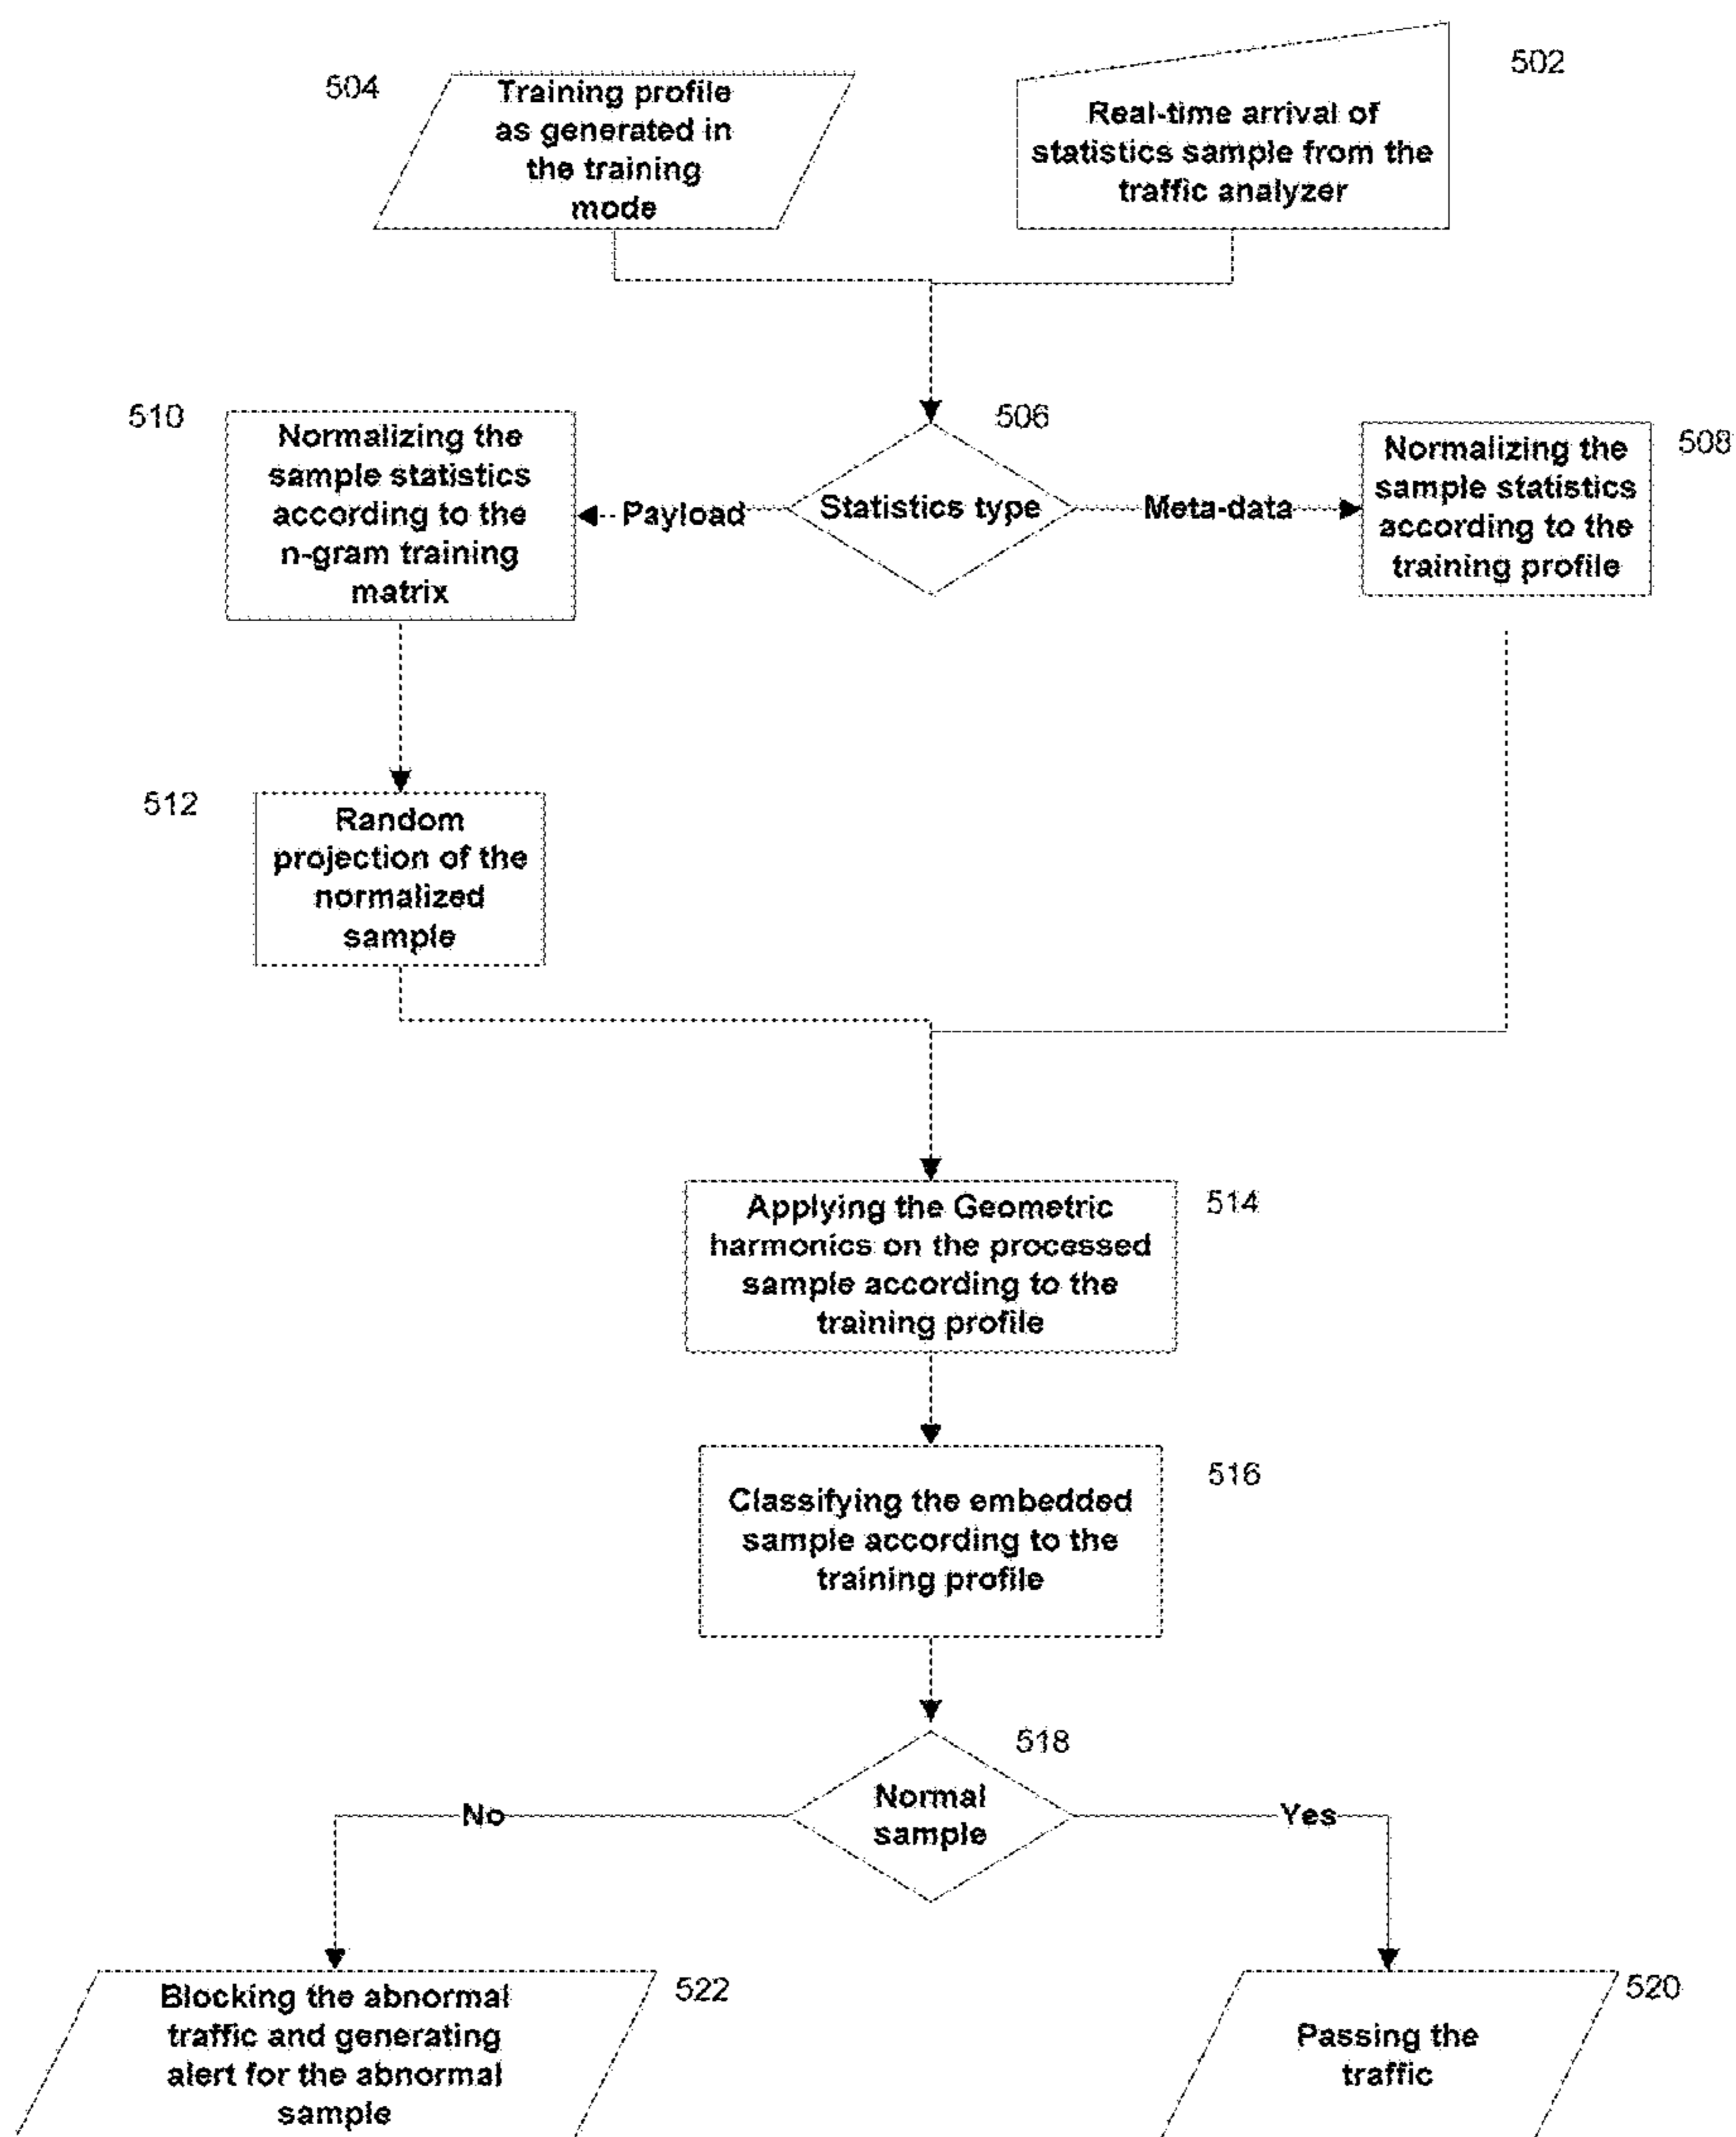 504
Training profile
as generated in
the training
mode
502
Real-time arrival of
statistics sample from the
traffic analyzer
510
Normalizing the
sample statistics
according to the
n-gram training
matrix
Payload
506
Statistics type
Meta-data
508
Normalizing the
sample statistics
according to the
training profile
512
Random
projection of the
normalized
sample
514
Applying the Geometric
harmonics on the processed
sample according to the
training profile
516
Classifying the embedded
sample according to the
training profile
518
Normal
sample
No
Yes
522
Blocking the abnormal
traffic and generating
alert for the abnormal
sample
520
Passing the
traffic